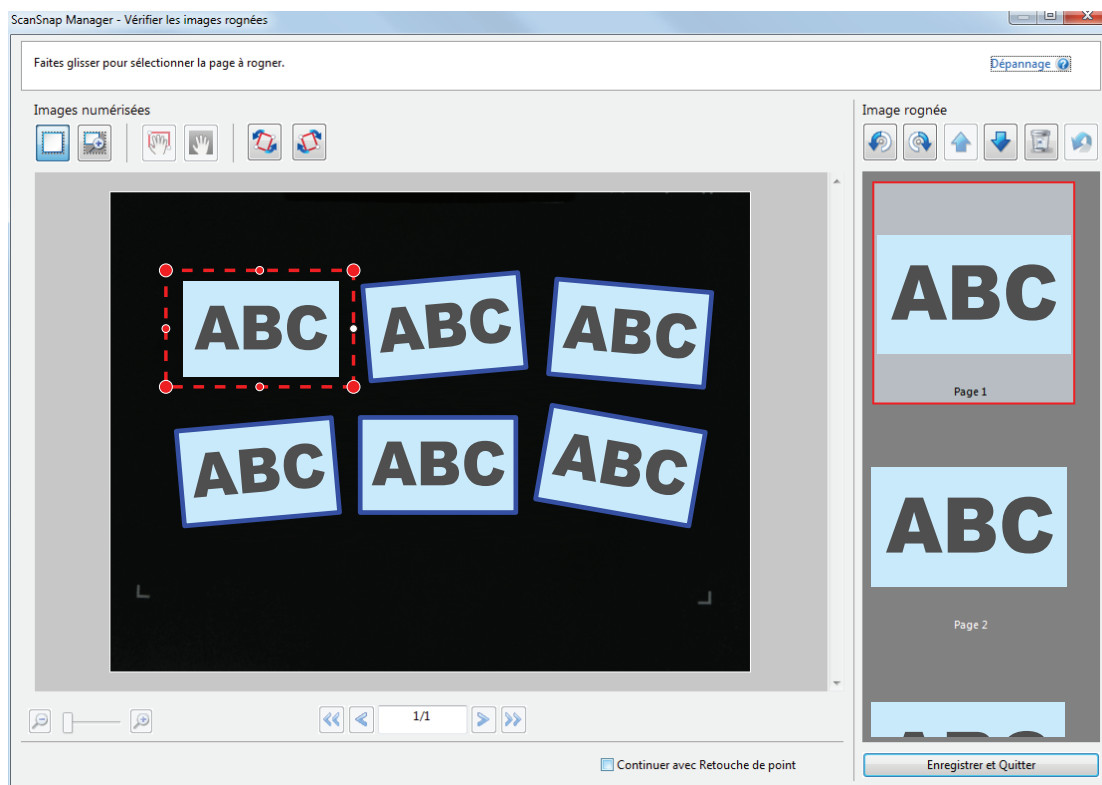 ScanSnap Manager - Vérifier les images rognées
Faites glisser pour sélectionner la page à rogner.
Dépannage
Images numérisées
Image rognée
ABC ABC ABC
ABC ABC ABC
ABC
Page 1
ABC
Page 2
1/1
Continuer avec Retouche de point
Enregistrer et Quitter